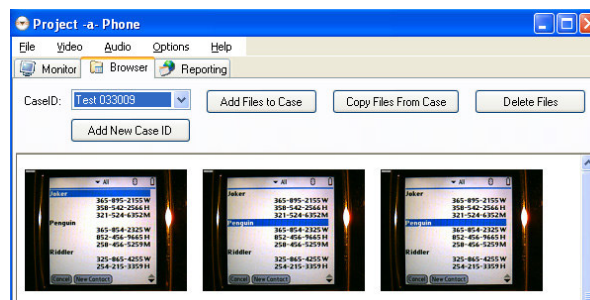 Project -a- Phone
File Video Audio Options Help
Monitor Browser Reporting
CaseID: Test 033009 Add Files to Case Copy Files From Case Delete Files
Add New Case ID
All
Joker
365-895-2155 W
358-542-2566 H
321-524-6352 M
Penguin
365-854-2325 W
852-456-9665 H
258-456-5259 M
Riddler
325-865-4255 W
254-215-3359 H
Cancel New Contact
All
Joker
365-895-2155 W
358-542-2566 H
321-524-6352 M
Penguin
365-854-2325 W
852-456-9665 H
250-456-5259 M
Riddler
325-865-4255 W
254-215-3359 H
Cancel New Contact
All
Joker
365-895-2155 W
358-542-2566 H
321-524-6352 M
Penguin
365-854-2325 W
852-456-9665 H
258-456-5259 M
Riddler
325-865-4255 W
254-215-3359 H
Cancel New Contact